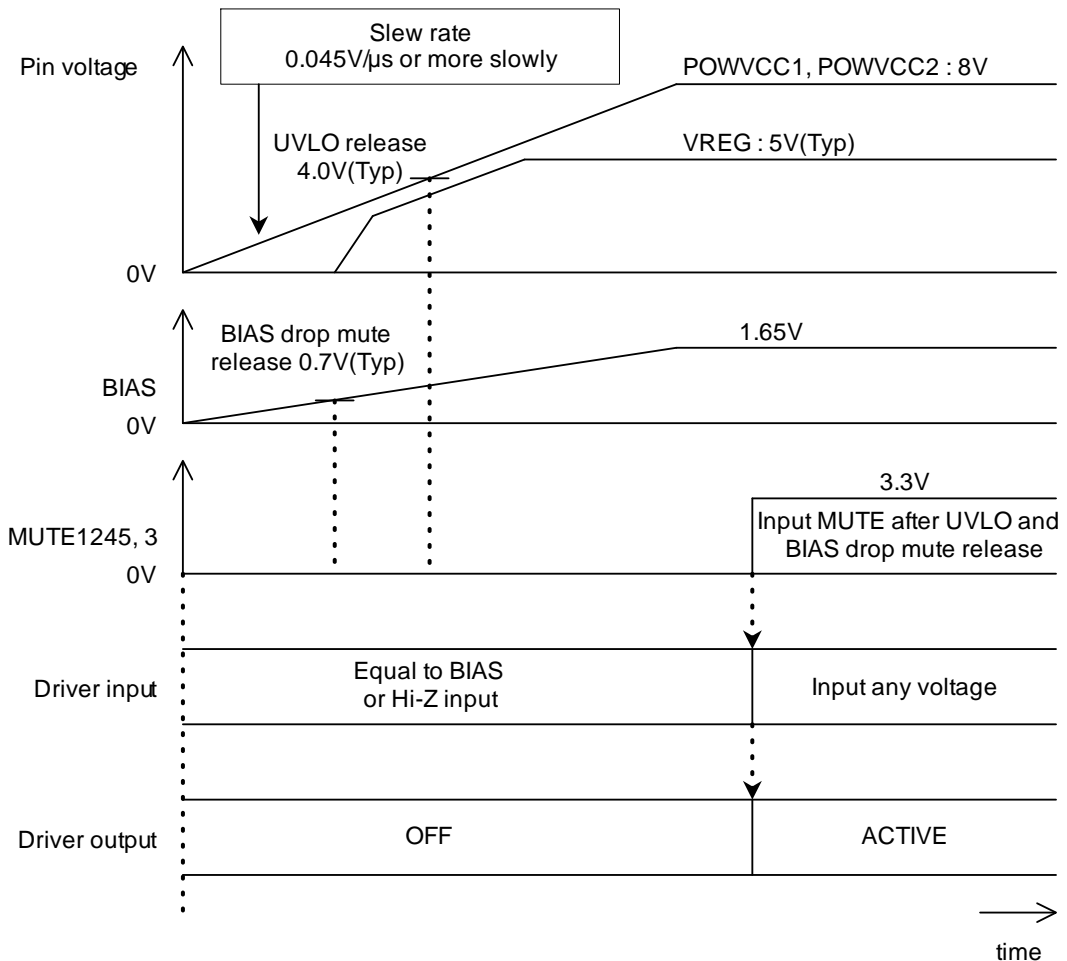 Slew rate
0.045V/µs or more slowly
Pin voltage
POWVCC1, POWVCC2 : 8V
UVLO release
4.0V(Typ)
VREG : 5V(Typ)
0V
BIAS drop mute
release 0.7V(Typ)
1.65V
BIAS
0V
3.3V
MUTE1245, 3
Input MUTE after UVLO and
BIAS drop mute release
0V
Driver input
Equal to BIAS
or Hi-Z input
Input any voltage
Driver output
OFF
ACTIVE
time